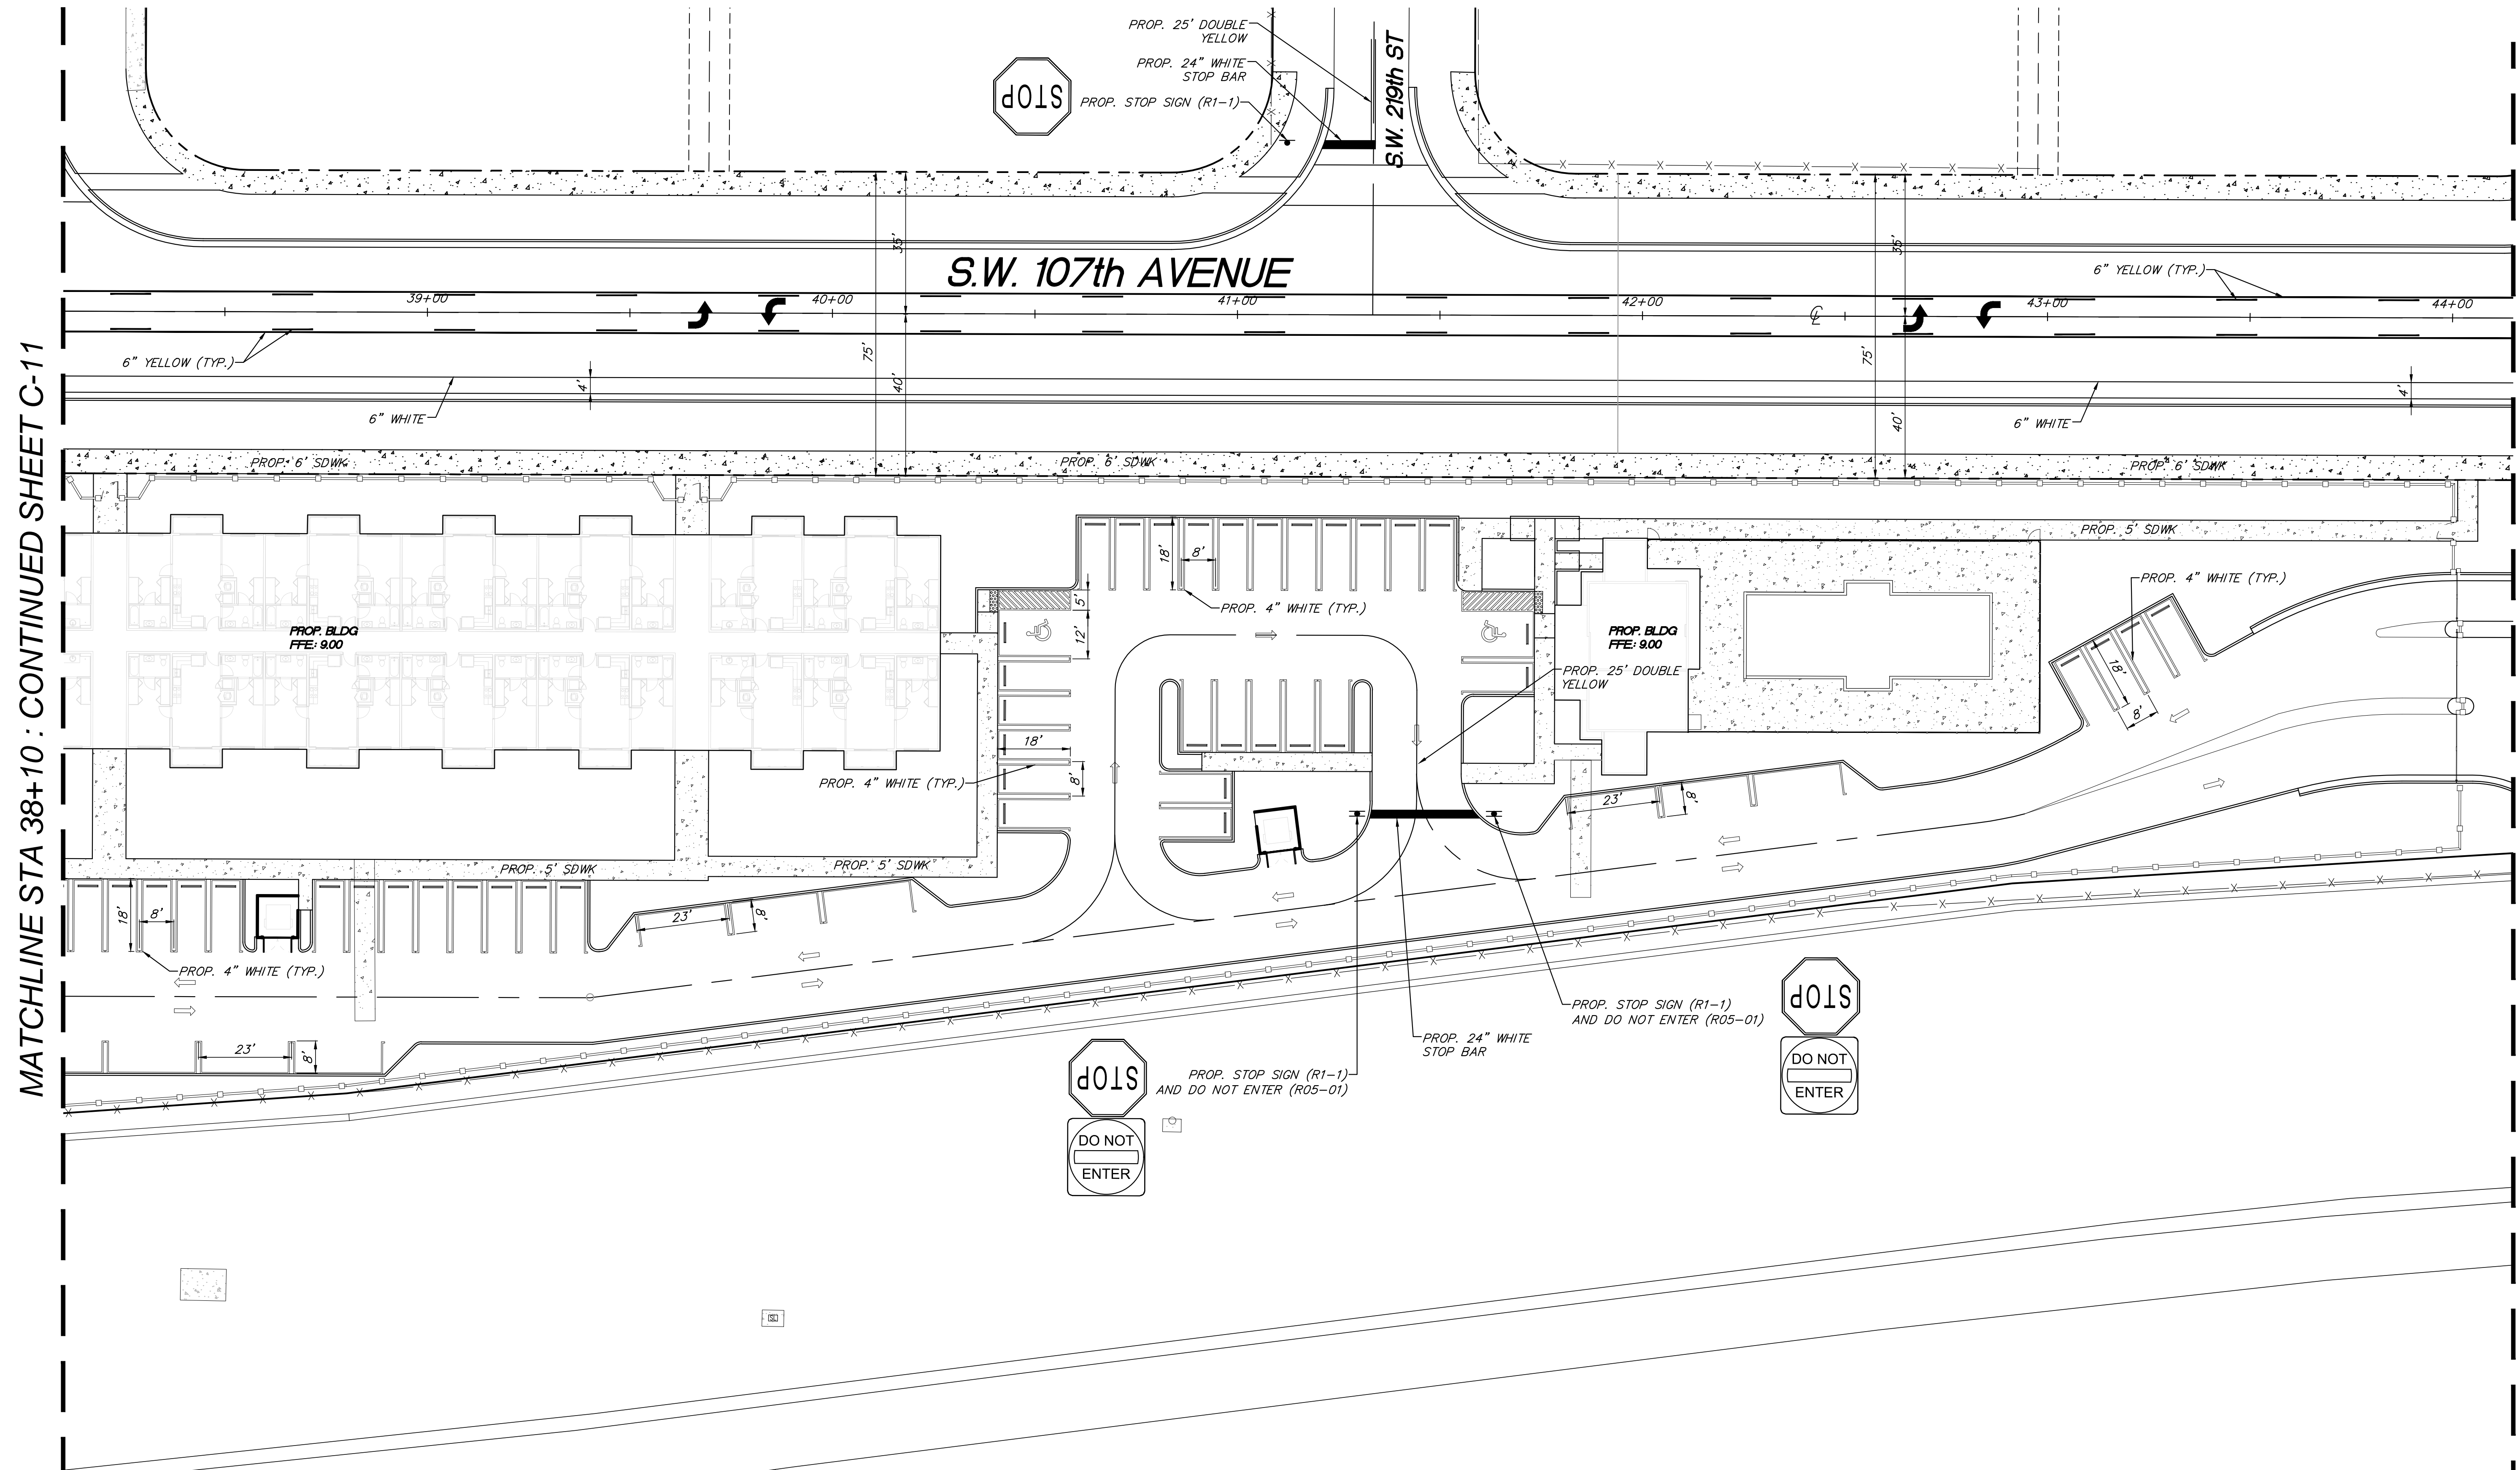 PROP. 25' DOUBLE
YELLOW
PROP. 24" WHITE
STOP BAR
STOP
PROP. STOP SIGN (R1-1)
S.W. 219th ST
35'
35'
S.W. 107th AVENUE
6" YELLOW (TYP.)
39+00
40+00
41+00
42+00
℄
43+00
44+00
6" YELLOW (TYP.)
75'
75'
4'
40'
4'
6" WHITE
40'
6" WHITE
MATCHLINE STA 38+10 : CONTINUED SHEET C-11
PROP. 6' SDWK
PROP. 6' SDWK
PROP. 6' SDWK
PROP. 5' SDWK
18'
8'
PROP. 4" WHITE (TYP.)
PROP. 4" WHITE (TYP.)
5'
12'
PROP. BLDG
FFE: 9.00
PROP. BLDG
FFE: 9.00
18'
8'
PROP. 25' DOUBLE
YELLOW
18'
8'
PROP. 4" WHITE (TYP.)
23'
8'
PROP. 5' SDWK
PROP. 5' SDWK
18'
8'
23'
8'
PROP. 4" WHITE (TYP.)
23'
8'
PROP. STOP SIGN (R1-1)
AND DO NOT ENTER (R05-01)
STOP
DO NOT
ENTER
PROP. 24" WHITE
STOP BAR
STOP
PROP. STOP SIGN (R1-1)
AND DO NOT ENTER (R05-01)
DO NOT
ENTER